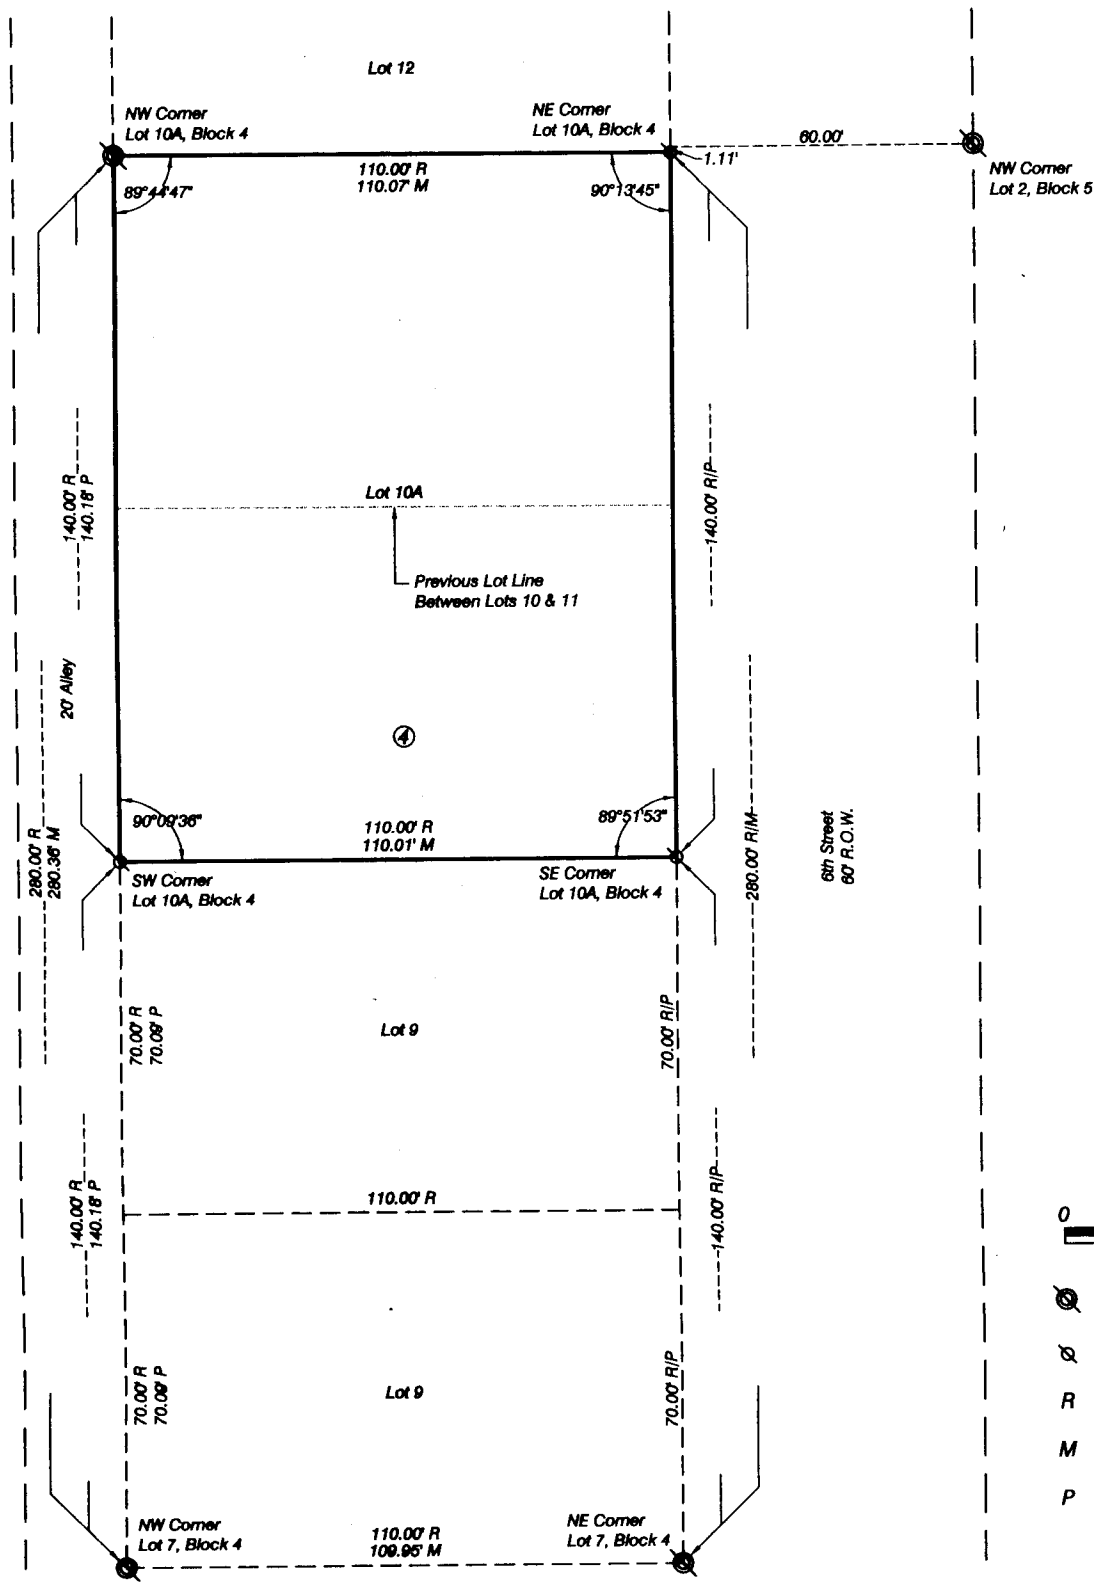 Lot 12
NW Corner
Lot 10A, Block 4
NE Corner
Lot 10A, Block 4
60.00'
1.11'
NW Corner
Lot 2, Block 5
110.00' R
110.07' M
89°44'47"
90°13'45"
140.00' R
140.18' P
Lot 10A
140.00' R/P
Previous Lot Line
Between Lots 10 & 11
20' Alley
4
280.00' R
280.36' M
90°09'36"
110.00' R
110.01' M
89°51'53"
280.00' R/M
6th Street
60' R.O.W.
SW Corner
Lot 10A, Block 4
SE Corner
Lot 10A, Block 4
70.00' R
70.09' P
Lot 9
70.00' R/P
140.00' R
140.18' P
110.00' R
140.00' R/P
0
70.00' R
70.09' P
Lot 9
70.00' R/P
R
M
P
NW Corner
Lot 7, Block 4
110.00' R
109.95' M
NE Corner
Lot 7, Block 4